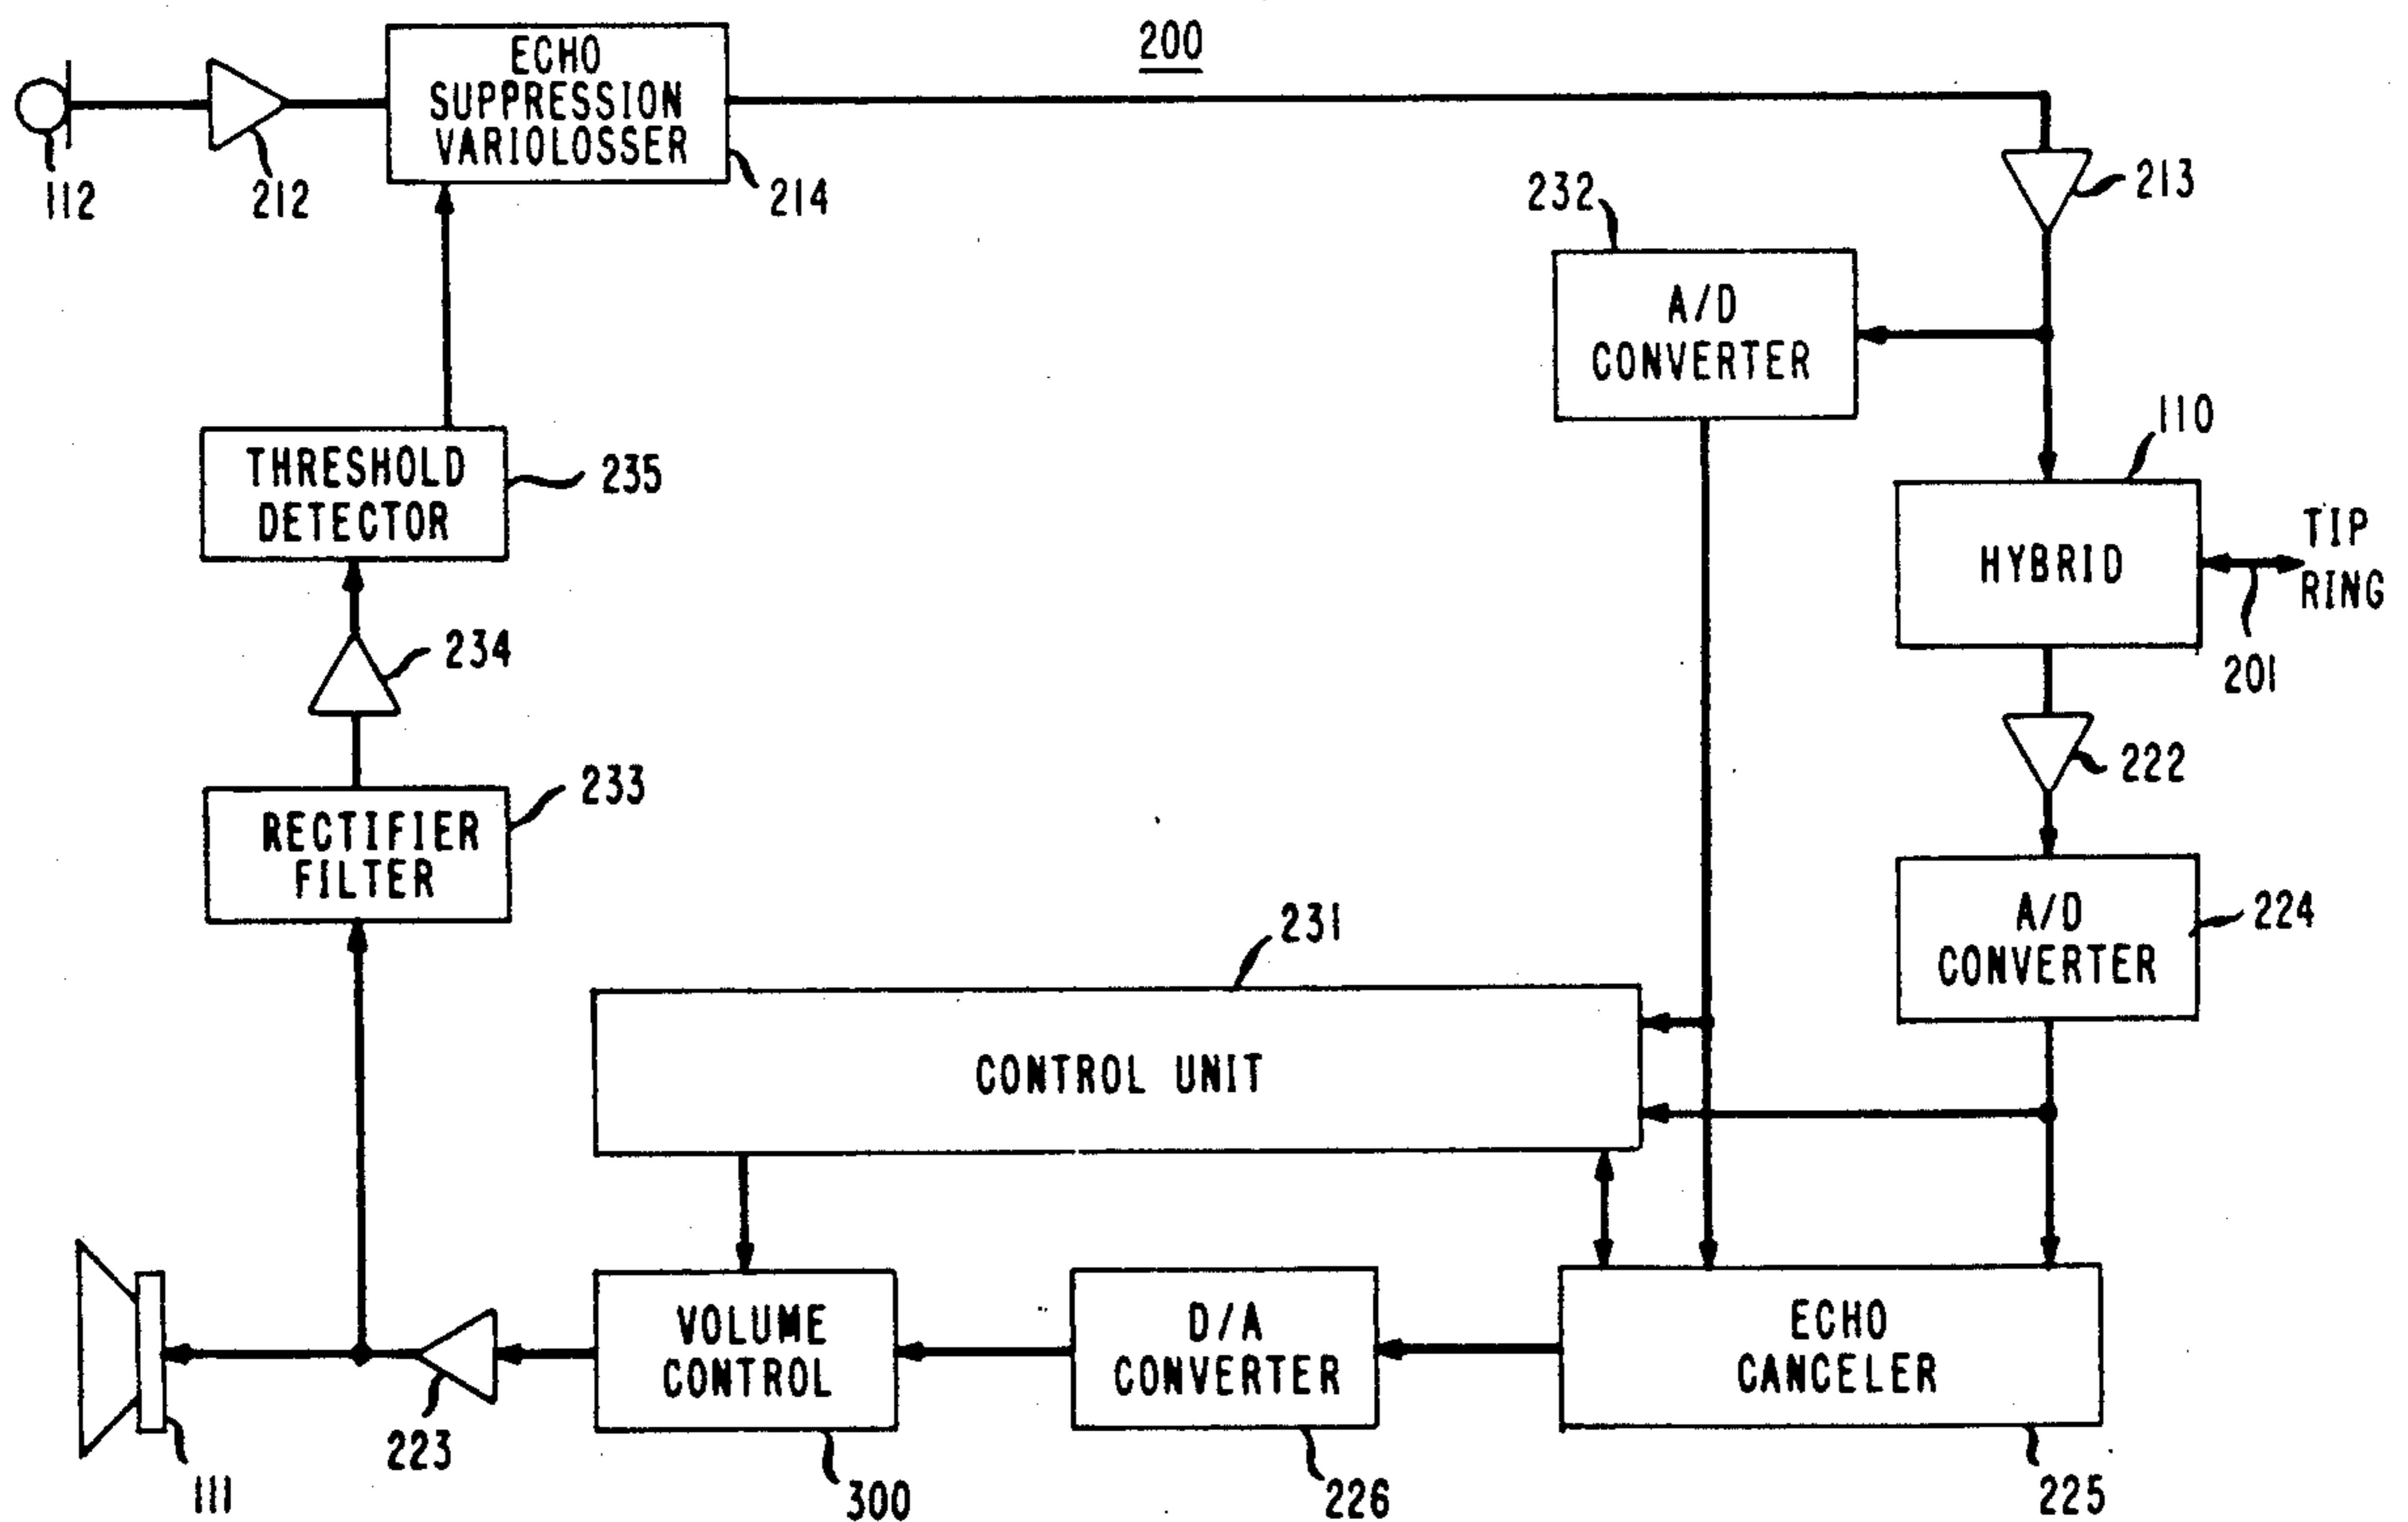 200
ECHO
SUPPRESSION
VARIOLOSSER
112
212
214
213
232
A/D
CONVERTER
110
THRESHOLD
DETECTOR
235
HYBRID
TIP
RING
201
234
222
233
RECTIFIER
FILTER
231
A/D
CONVERTER
224
CONTROL UNIT
VOLUME
CONTROL
D/A
CONVERTER
ECHO
CANCELER
223
111
300
226
225